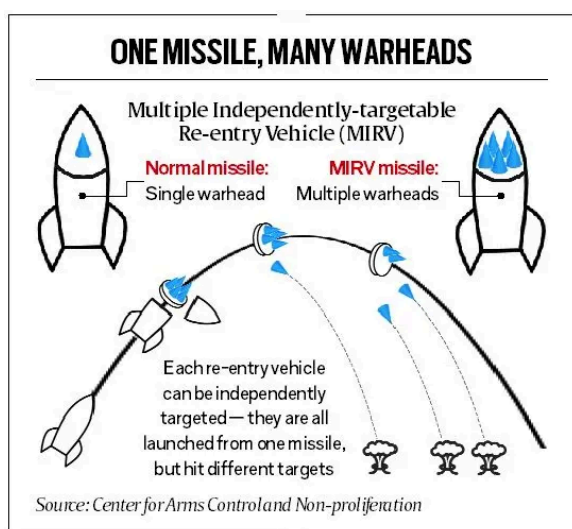 ONE MISSILE, MANY WARHEADS
Multiple Independently-targetable
Re-entry Vehicle (MIRV)
Normal missile:
Single warhead
MIRV missile:
Multiple warheads
Each re-entry vehicle
can be independently
targeted — they are all
launched from one missile,
but hit different targets
Source: Center for Arms Control and Non-proliferation